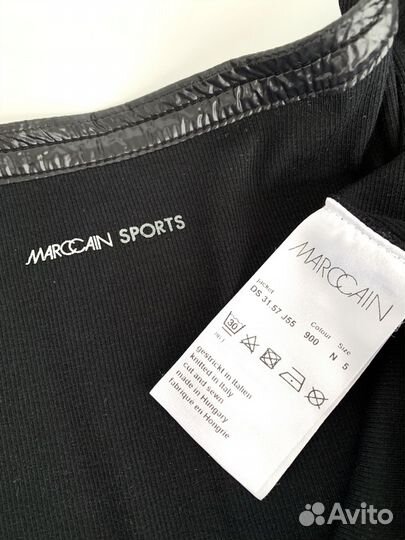 MARCCAIN SPORTS
MARCCAIN
Jacket Colour Size
DS 31.57 J55 900 N 5
30
gestrickt in Italien
knitted in Italy
cut and sewn
made in Hungary
fabriqué en Hongrie
Avito